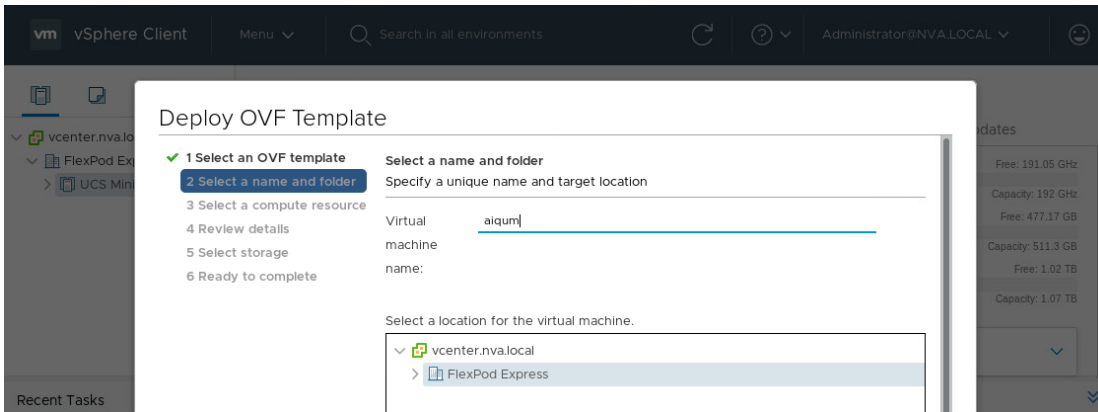 vm vSphere Client Menu Search in all environments Administrator@NVA.LOCAL
Deploy OVF Template
vcenter.nva.lo
FlexPod Exp
UCS Mini
1 Select an OVF template
2 Select a name and folder
3 Select a compute resource
4 Review details
5 Select storage
6 Ready to complete
Select a name and folder
Specify a unique name and target location
Virtual
machine
name:
aiqum
Select a location for the virtual machine.
vcenter.nva.local
FlexPod Express
dates
Free: 191.05 GHz
Capacity: 192 GHz
Free: 477.17 GB
Capacity: 511.3 GB
Free: 1.02 TB
Capacity: 1.07 TB
Recent Tasks